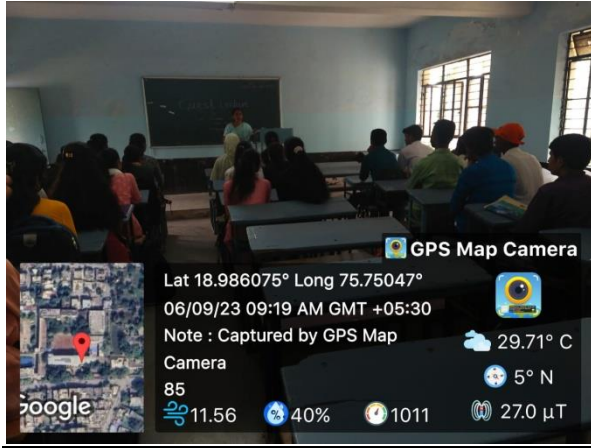 GPS Map Camera
Lat 18.986075° Long 75.75047°
06/09/23 09:19 AM GMT +05:30
Note : Captured by GPS Map
Camera
85
29.71° C
5° N
11.56
40%
1011
27.0 µT
Google